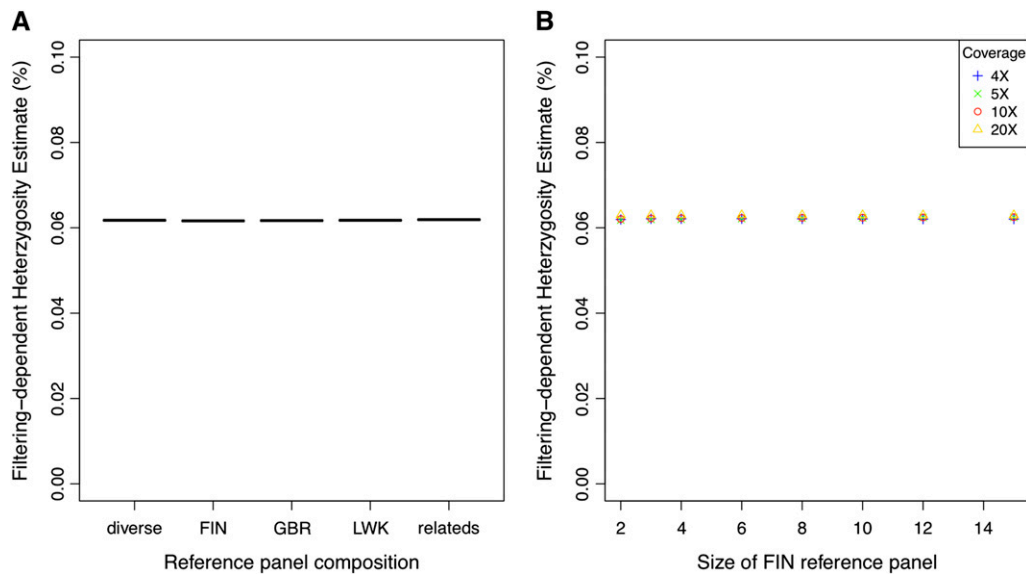 A
Filtering−dependent Heterzygosity Estimate (%)
0.10
0.08
0.06
0.04
0.02
0.00
diverse FIN GBR LWK relateds
Reference panel composition
B
Filtering−dependent Heterzygosity Estimate (%)
0.10
0.08
0.06
0.04
0.02
0.00
Coverage
4X
5X
10X
20X
2 4 6 8 10 12 14
Size of FIN reference panel